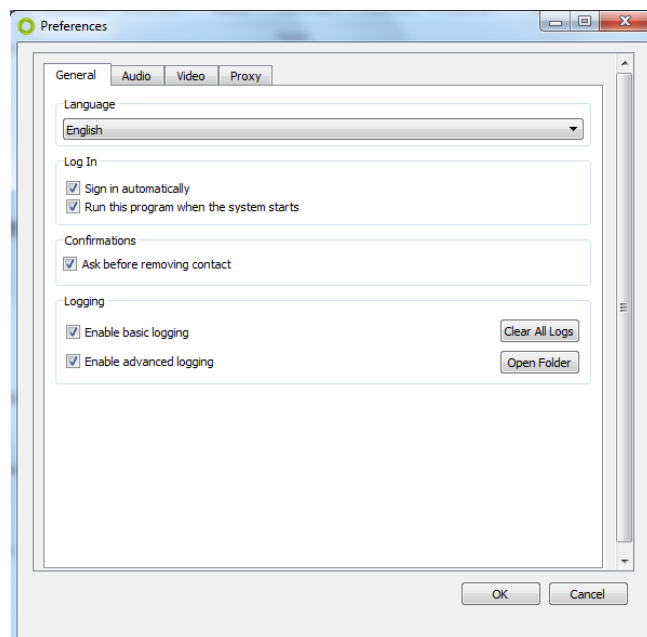 Preferences
General Audio Video Proxy
Language
English
Log In
Sign in automatically
Run this program when the system starts
Confirmations
Ask before removing contact
Logging
Enable basic logging Clear All Logs
Enable advanced logging Open Folder
OK Cancel